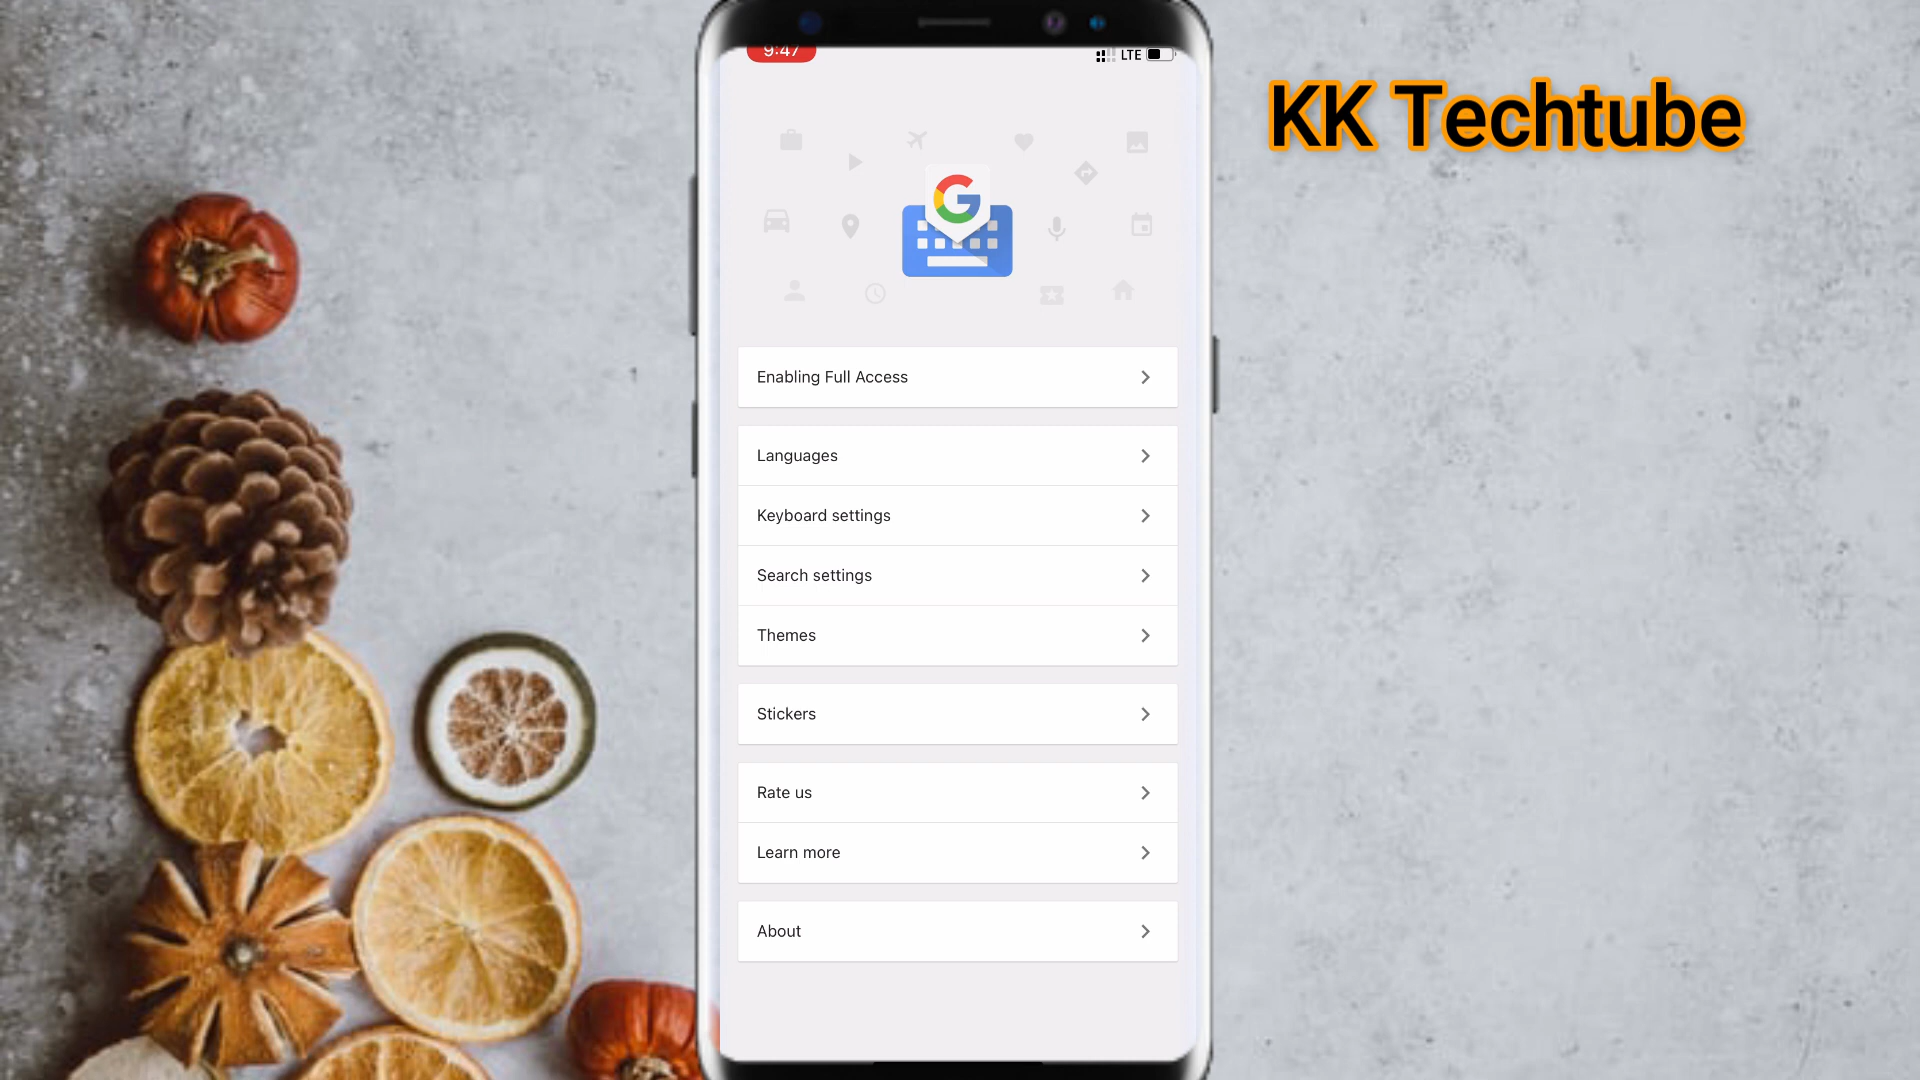 9:47
LTE
KK Techtube
G
Enabling Full Access
Languages
Keyboard settings
Search settings
Themes
Stickers
Rate us
Learn more
About